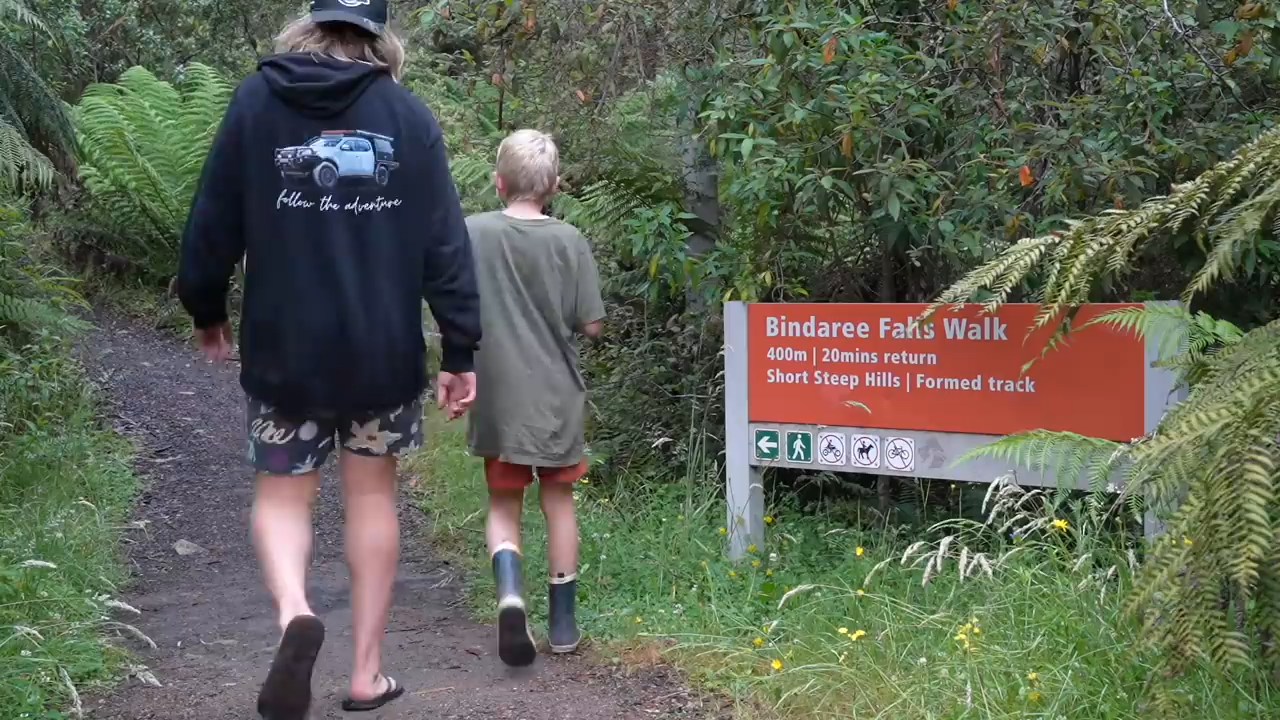 follow the adventure
Bindaree Falls Walk
400m | 20mins return
Short Steep Hills | Formed track